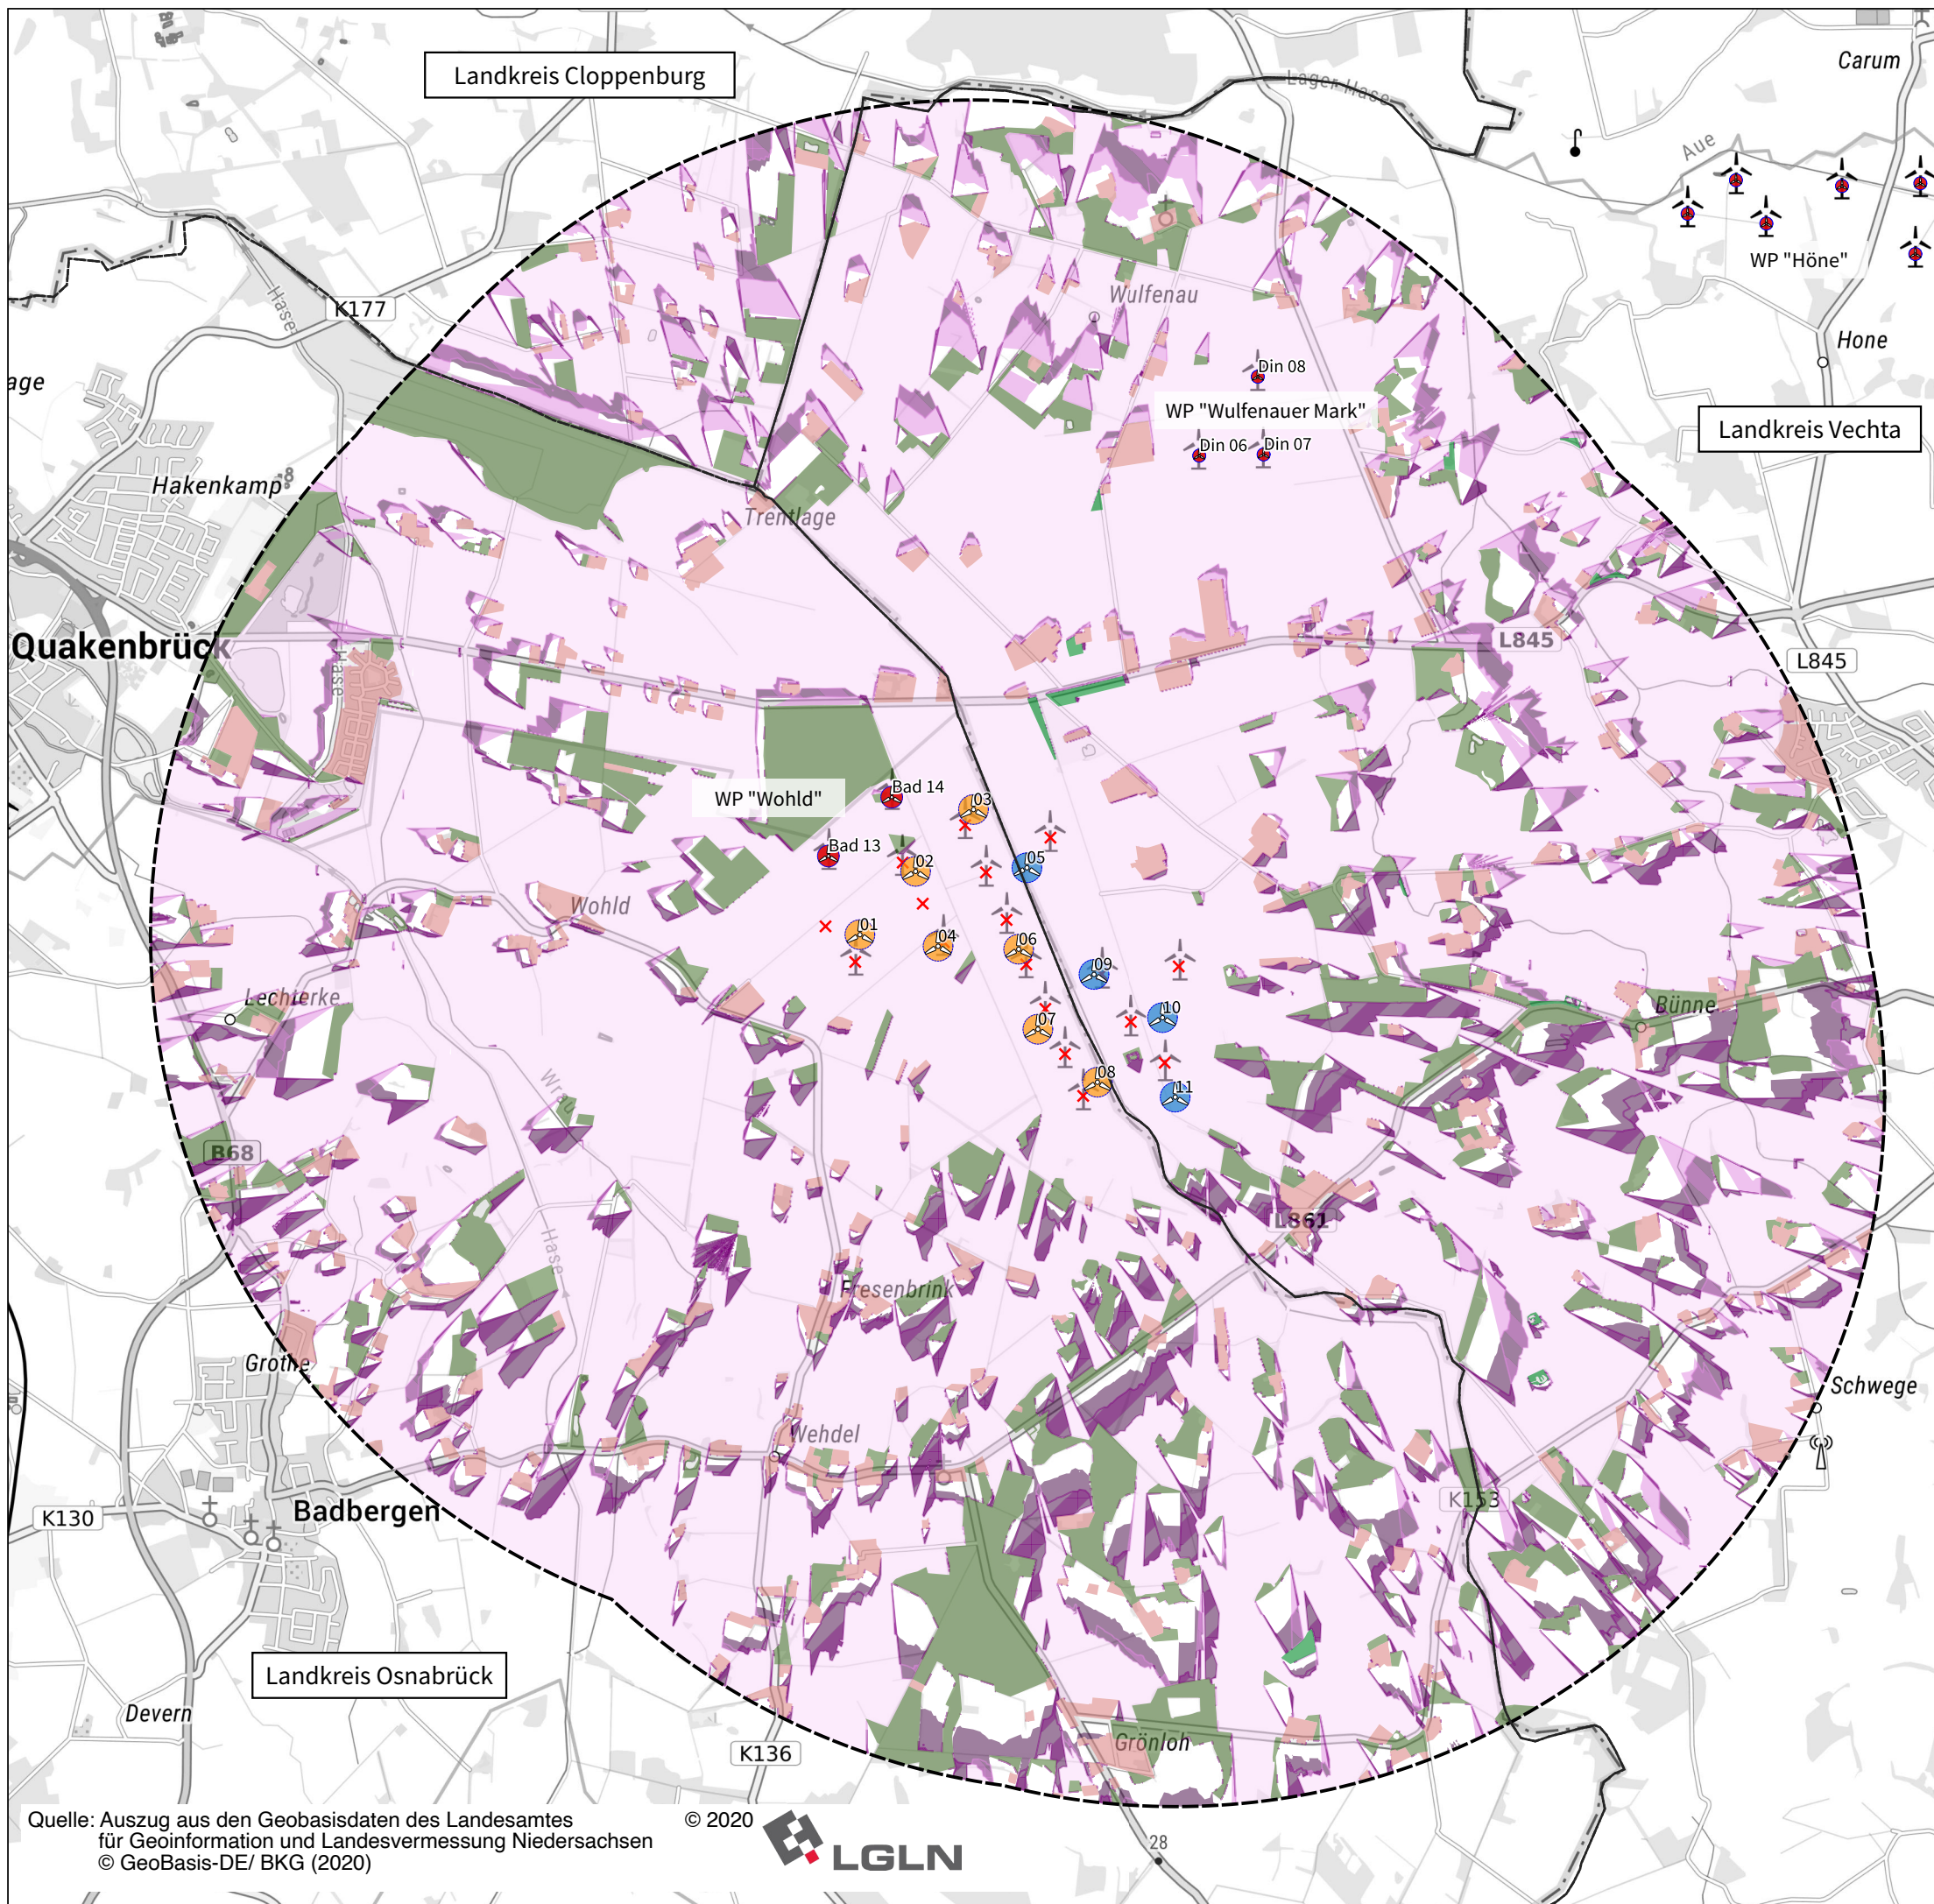 Landkreis Cloppenburg
Lager Hase
Carum
Aue
WP "Höne"
Hase
K177
Wulfenau
Hone
age
Din 08
WP "Wulfenauer Mark"
Din 06
Din 07
Landkreis Vechta
Hakenkamp
Trentlage
Quakenbrück
Hase
L845
L845
WP "Wohld"
Bad 14
03
Bad 13
02
05
Wohld
01
04
06
09
Lechterke
10
Bünne
07
08
11
Wrau
B68
L861
Hase
Fresenbrink
Grothe
Schwege
Wehdel
K153
K130
Badbergen
Landkreis Osnabrück
Devern
K136
Grönloh
Quelle: Auszug aus den Geobasisdaten des Landesamtes
für Geoinformation und Landesvermessung Niedersachsen
© GeoBasis-DE/ BKG (2020)
© 2020
LGLN
28